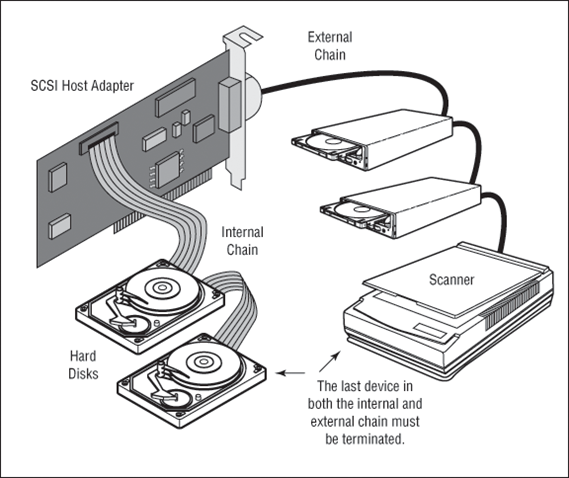 External
Chain
SCSI Host Adapter
Internal
Chain
Scanner
Hard
Disks
The last device in
both the internal and
external chain must
be terminated.